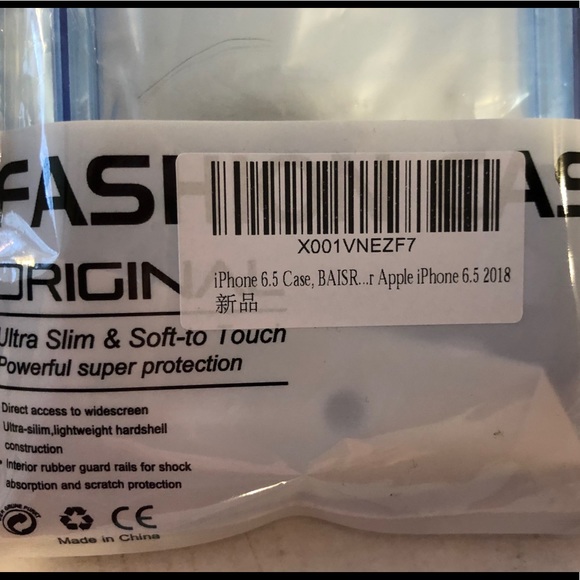 FASH AS
X001VNEZF7
iPhone 6.5 Case, BAISR...r Apple iPhone 6.5 2018
新品
ORIGINAL
Ultra Slim & Soft-to Touch
Powerful super protection
Direct access to widescreen
Ultra-silim,lightweight hardshell
construction
• Interior rubber guard rails for shock
absorption and scratch protection
CE
Made in China